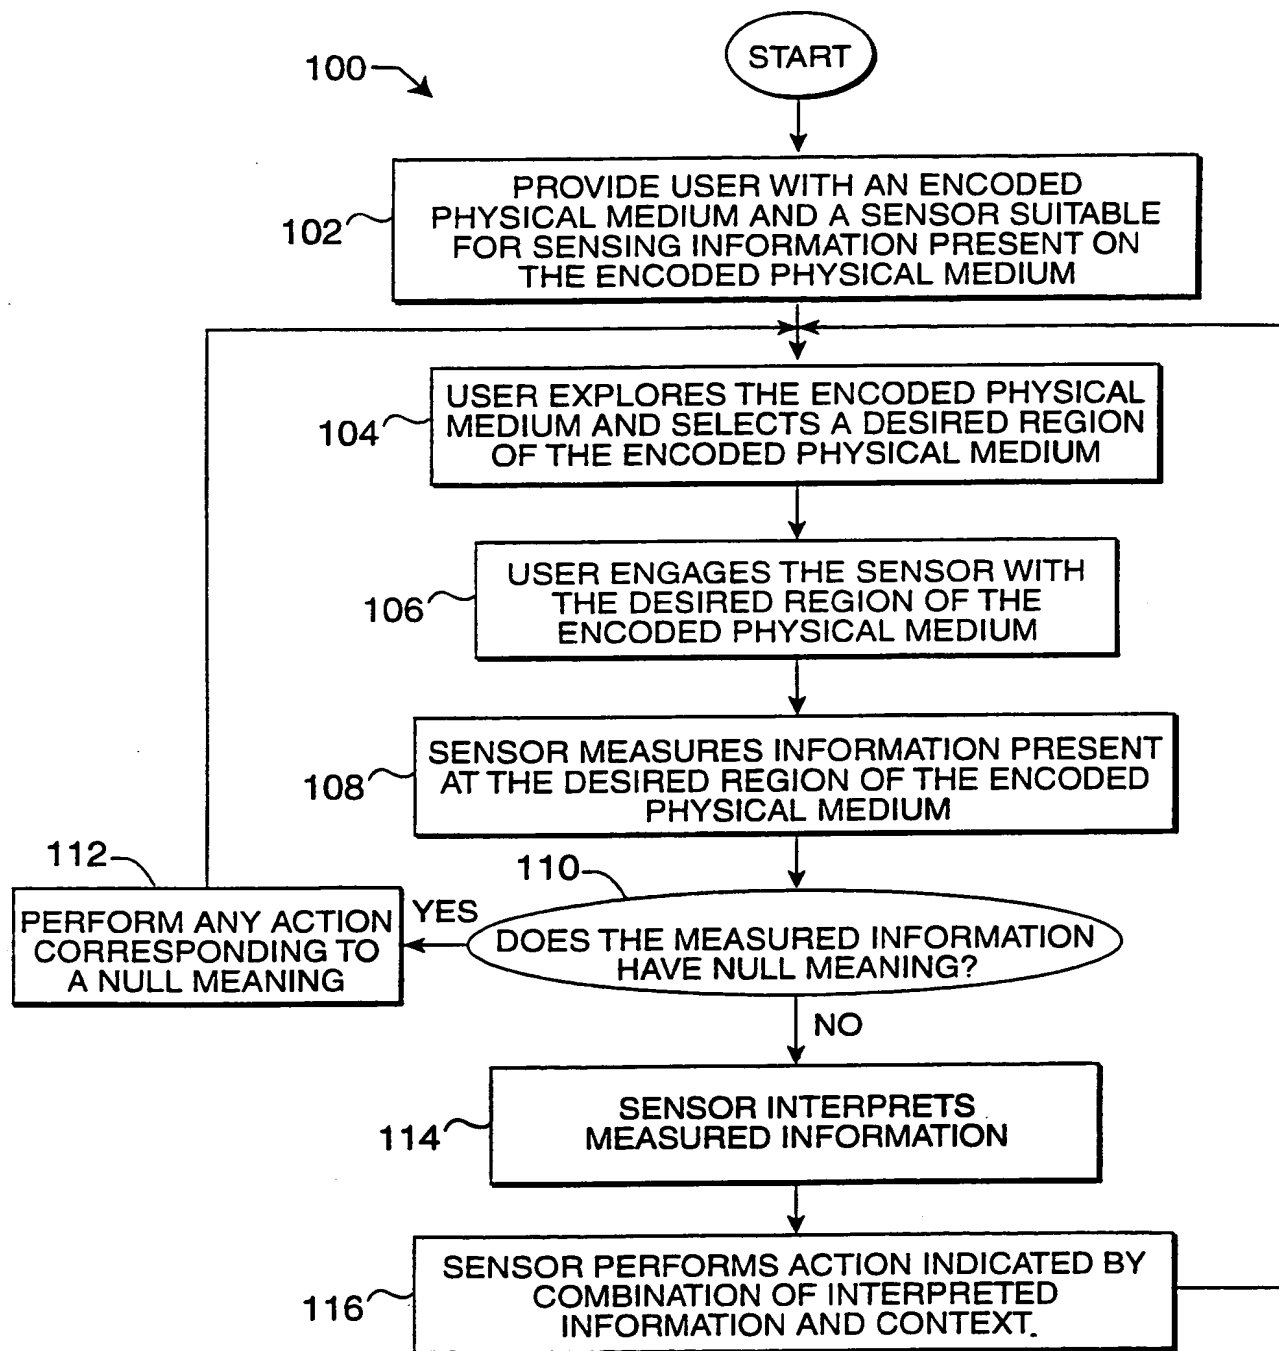 START
100
PROVIDE USER WITH AN ENCODED
PHYSICAL MEDIUM AND A SENSOR SUITABLE
FOR SENSING INFORMATION PRESENT ON
THE ENCODED PHYSICAL MEDIUM
102
USER EXPLORES THE ENCODED PHYSICAL
MEDIUM AND SELECTS A DESIRED REGION
OF THE ENCODED PHYSICAL MEDIUM
104
USER ENGAGES THE SENSOR WITH
THE DESIRED REGION OF THE
ENCODED PHYSICAL MEDIUM
106
SENSOR MEASURES INFORMATION PRESENT
AT THE DESIRED REGION OF THE ENCODED
PHYSICAL MEDIUM
108
110
DOES THE MEASURED INFORMATION
HAVE NULL MEANING?
YES
112
PERFORM ANY ACTION
CORRESPONDING TO
A NULL MEANING
NO
SENSOR INTERPRETS
MEASURED INFORMATION
114
SENSOR PERFORMS ACTION INDICATED BY
COMBINATION OF INTERPRETED
INFORMATION AND CONTEXT.
116